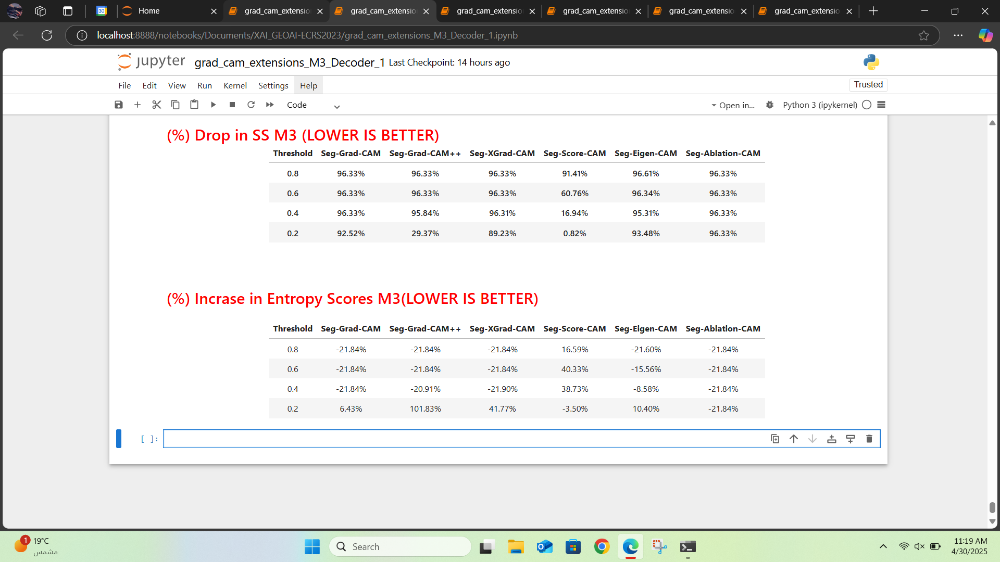 30 Home grad_cam_extensio grad_cam_extensio grad_cam_extensio grad_cam_extensio grad_cam_extensio grad_cam_extensio
localhost:8888/notebooks/Documents/XAI_GEOAI-ECRS2023/grad_cam_extensions_M3_Decoder_1.ipynb
jupyter grad_cam_extensions_M3_Decoder_1 Last Checkpoint: 14 hours ago
File Edit View Run Kernel Settings Help Trusted
Code Open in... Python 3 (ipykernel)
(%) Drop in SS M3 (LOWER IS BETTER)
Threshold Seg-Grad-CAM Seg-Grad-CAM++ Seg-XGrad-CAM Seg-Score-CAM Seg-Eigen-CAM Seg-Ablation-CAM
0.8 96.33% 96.33% 96.33% 91.41% 96.61% 96.33%
0.6 96.33% 96.33% 96.33% 60.76% 96.34% 96.33%
0.4 96.33% 95.84% 96.31% 16.94% 95.31% 96.33%
0.2 92.52% 29.37% 89.23% 0.82% 93.48% 96.33%
(%) Incrase in Entropy Scores M3(LOWER IS BETTER)
Threshold Seg-Grad-CAM Seg-Grad-CAM++ Seg-XGrad-CAM Seg-Score-CAM Seg-Eigen-CAM Seg-Ablation-CAM
0.8 -21.84% -21.84% -21.84% 16.59% -21.60% -21.84%
0.6 -21.84% -21.84% -21.84% 40.33% -15.56% -21.84%
0.4 -21.84% -20.91% -21.90% 38.73% -8.58% -21.84%
0.2 6.43% 101.83% 41.77% -3.50% 10.40% -21.84%
[ ]:
1 19°C
مشمس
Search
11:19 AM
4/30/2025